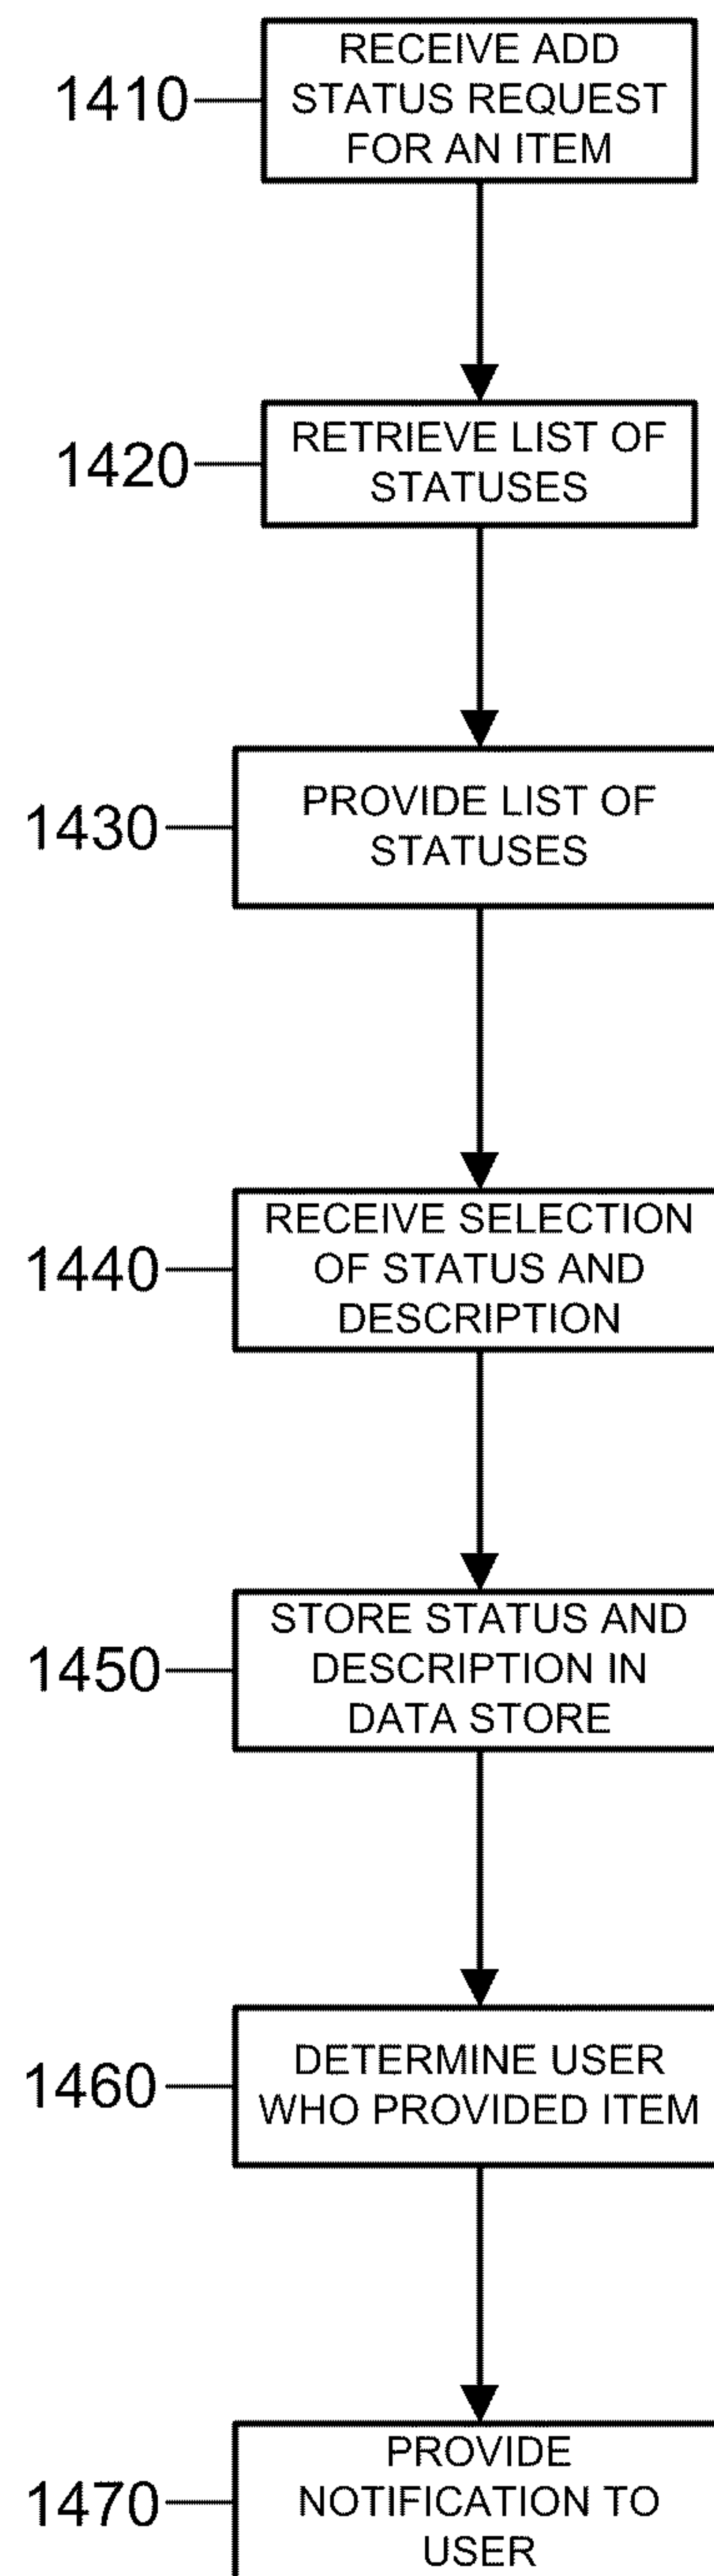 1410
RECEIVE ADD
STATUS REQUEST
FOR AN ITEM
1420
RETRIEVE LIST OF
STATUSES
1430
PROVIDE LIST OF
STATUSES
1440
RECEIVE SELECTION
OF STATUS AND
DESCRIPTION
1450
STORE STATUS AND
DESCRIPTION IN
DATA STORE
1460
DETERMINE USER
WHO PROVIDED ITEM
1470
PROVIDE
NOTIFICATION TO
USER